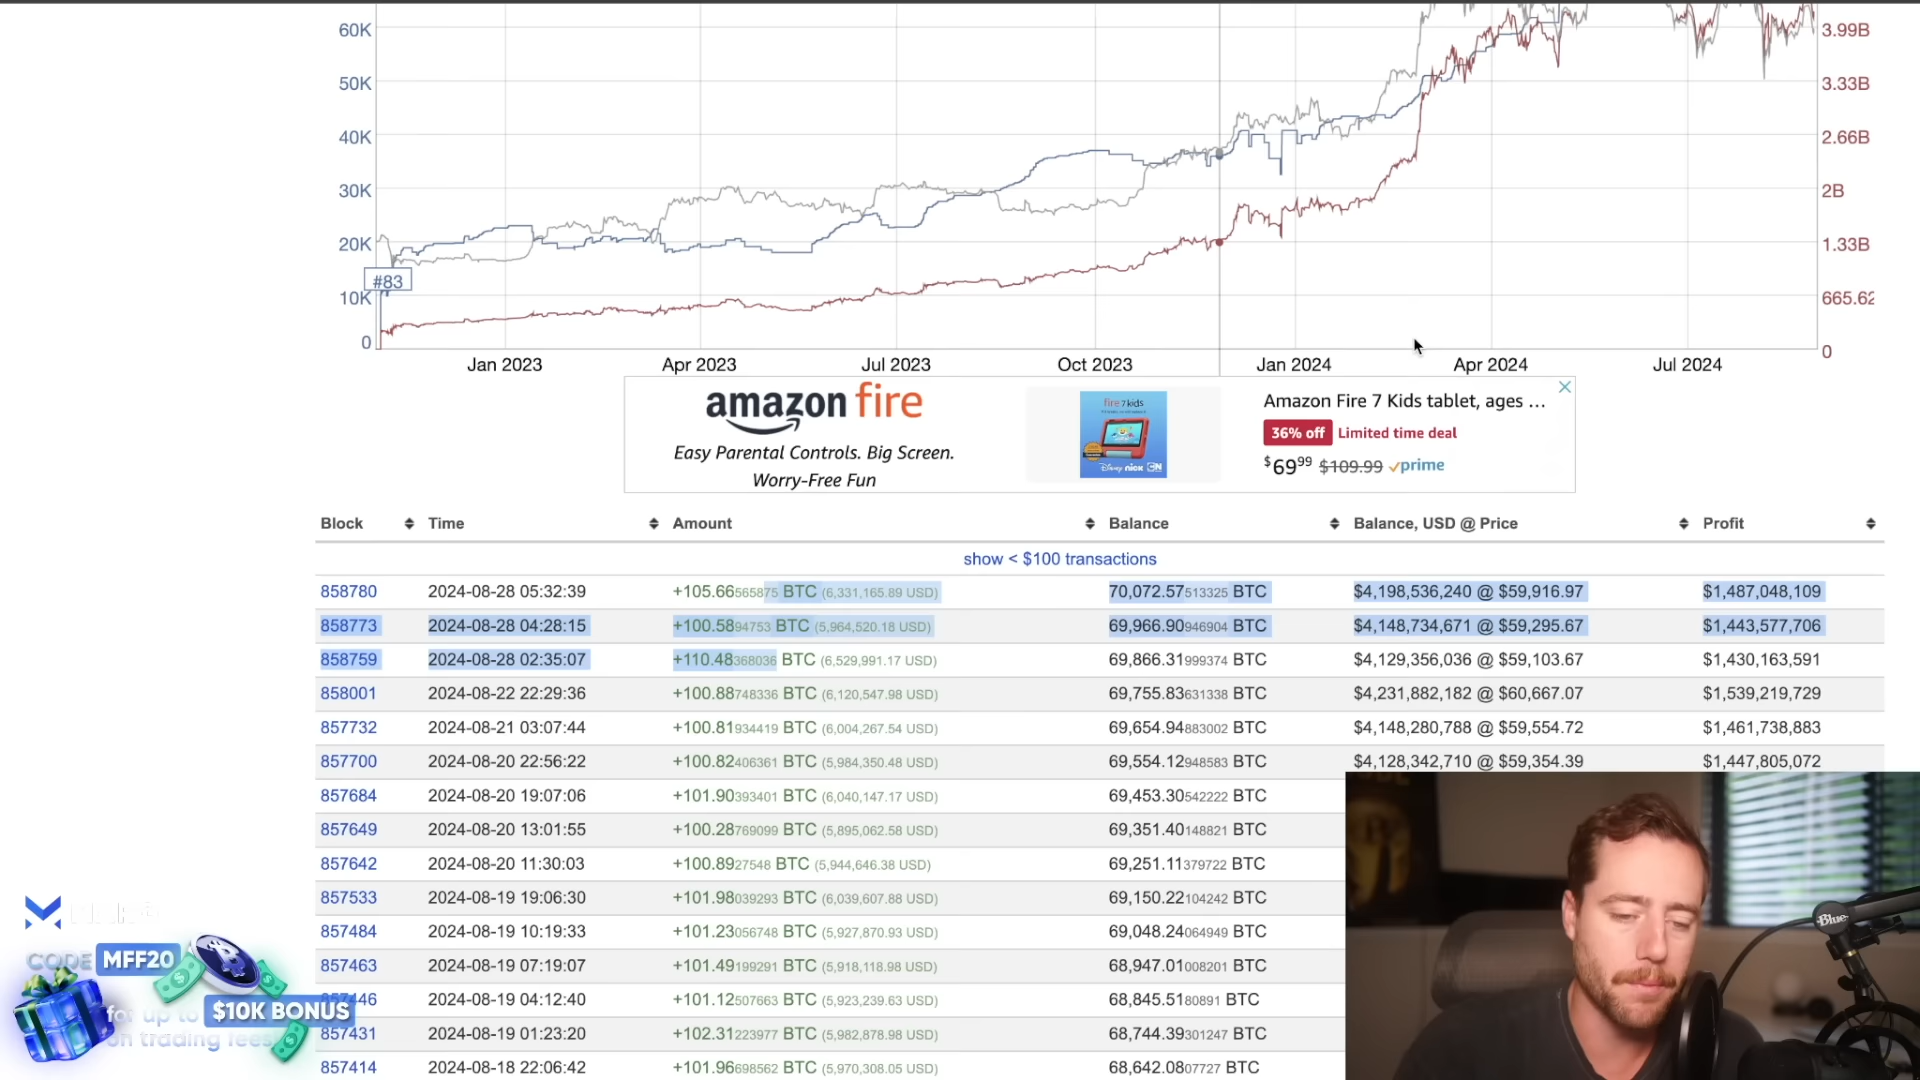 60K
50K
40K
30K
20K
10K
0
3.99B
3.33B
2.66B
2B
1.33B
665.62
0
#83
Jan 2023 Apr 2023 Jul 2023 Oct 2023 Jan 2024 Apr 2024 Jul 2024
amazon fire
Easy Parental Controls. Big Screen.
Worry-Free Fun
fire 7 kids
Disney nick CN
Amazon Fire 7 Kids tablet, ages ...
36% off Limited time deal
$69.99 $109.99 prime
Block Time Amount Balance Balance, USD @ Price Profit
show < $100 transactions
858780 2024-08-28 05:32:39 +105.66565875 BTC (6,331,165.89 USD) 70,072.57513325 BTC $4,198,536,240 @ $59,916.97 $1,487,048,109
858773 2024-08-28 04:28:15 +100.5894753 BTC (5,964,520.18 USD) 69,966.90946904 BTC $4,148,734,671 @ $59,295.67 $1,443,577,706
858759 2024-08-28 02:35:07 +110.48368036 BTC (6,529,991.17 USD) 69,866.31999374 BTC $4,129,356,036 @ $59,103.67 $1,430,163,591
858001 2024-08-22 22:29:36 +100.88748336 BTC (6,120,547.98 USD) 69,755.83631338 BTC $4,231,882,182 @ $60,667.07 $1,539,219,729
857732 2024-08-21 03:07:44 +100.81934419 BTC (6,004,267.54 USD) 69,654.94883002 BTC $4,148,280,788 @ $59,554.72 $1,461,738,883
857700 2024-08-20 22:56:22 +100.82406361 BTC (5,984,350.48 USD) 69,554.12948583 BTC $4,128,342,710 @ $59,354.39 $1,447,805,072
857684 2024-08-20 19:07:06 +101.90393401 BTC (6,040,147.17 USD) 69,453.30542222 BTC
857649 2024-08-20 13:01:55 +100.28769099 BTC (5,895,062.58 USD) 69,351.40148821 BTC
857642 2024-08-20 11:30:03 +100.8927548 BTC (5,944,646.38 USD) 69,251.11379722 BTC
857533 2024-08-19 19:06:30 +101.98039293 BTC (6,039,607.88 USD) 69,150.22104242 BTC
857484 2024-08-19 10:19:33 +101.23056748 BTC (5,927,870.93 USD) 69,048.24064949 BTC
857463 2024-08-19 07:19:07 +101.49199291 BTC (5,918,118.98 USD) 68,947.01008201 BTC
857446 2024-08-19 04:12:40 +101.12507663 BTC (5,923,239.63 USD) 68,845.5180891 BTC
857431 2024-08-19 01:23:20 +102.31223977 BTC (5,982,878.98 USD) 68,744.39301247 BTC
857414 2024-08-18 22:06:42 +101.96698562 BTC (5,970,308.05 USD) 68,642.0807727 BTC
CODE MFF20
for up to $10K BONUS
on trading fees
Blue